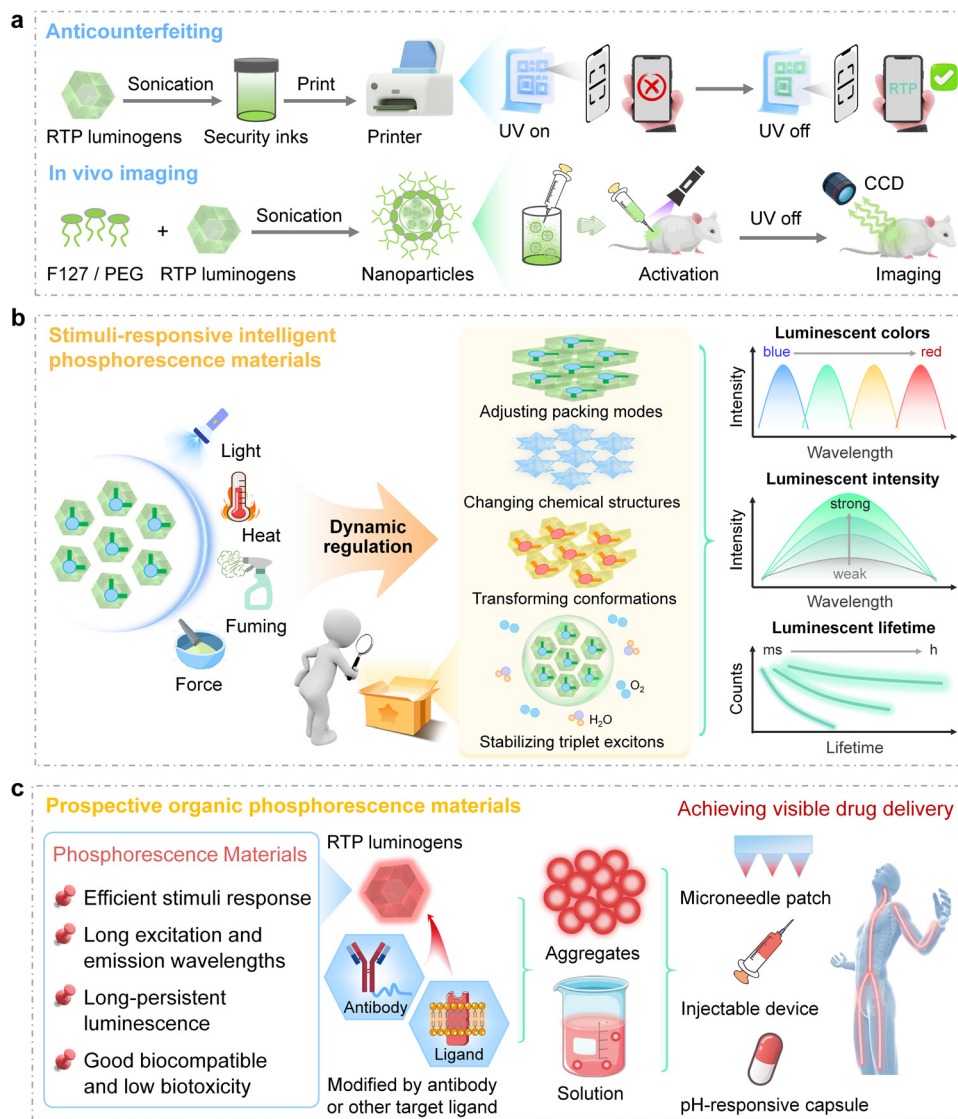 a
Anticounterfeiting
Sonication
Print
RTP luminogens
Security inks
Printer
UV on
UV off
RTP
In vivo imaging
Sonication
+
F127 / PEG
RTP luminogens
Nanoparticles
Activation
UV off
CCD
Imaging
b
Stimuli-responsive intelligent
phosphorescence materials
Light
Heat
Fuming
Force
Dynamic
regulation
Adjusting packing modes
Changing chemical structures
Transforming conformations
O₂
H₂O
Stabilizing triplet excitons
Luminescent colors
blue
red
Intensity
Wavelength
Luminescent intensity
strong
weak
Intensity
Wavelength
Luminescent lifetime
ms
h
Counts
Lifetime
c
Prospective organic phosphorescence materials
Phosphorescence Materials
Efficient stimuli response
Long excitation and
emission wavelengths
Long-persistent
luminescence
Good biocompatible
and low biotoxicity
RTP luminogens
Antibody
Ligand
Modified by antibody
or other target ligand
Aggregates
Solution
Achieving visible drug delivery
Microneedle patch
Injectable device
pH-responsive capsule